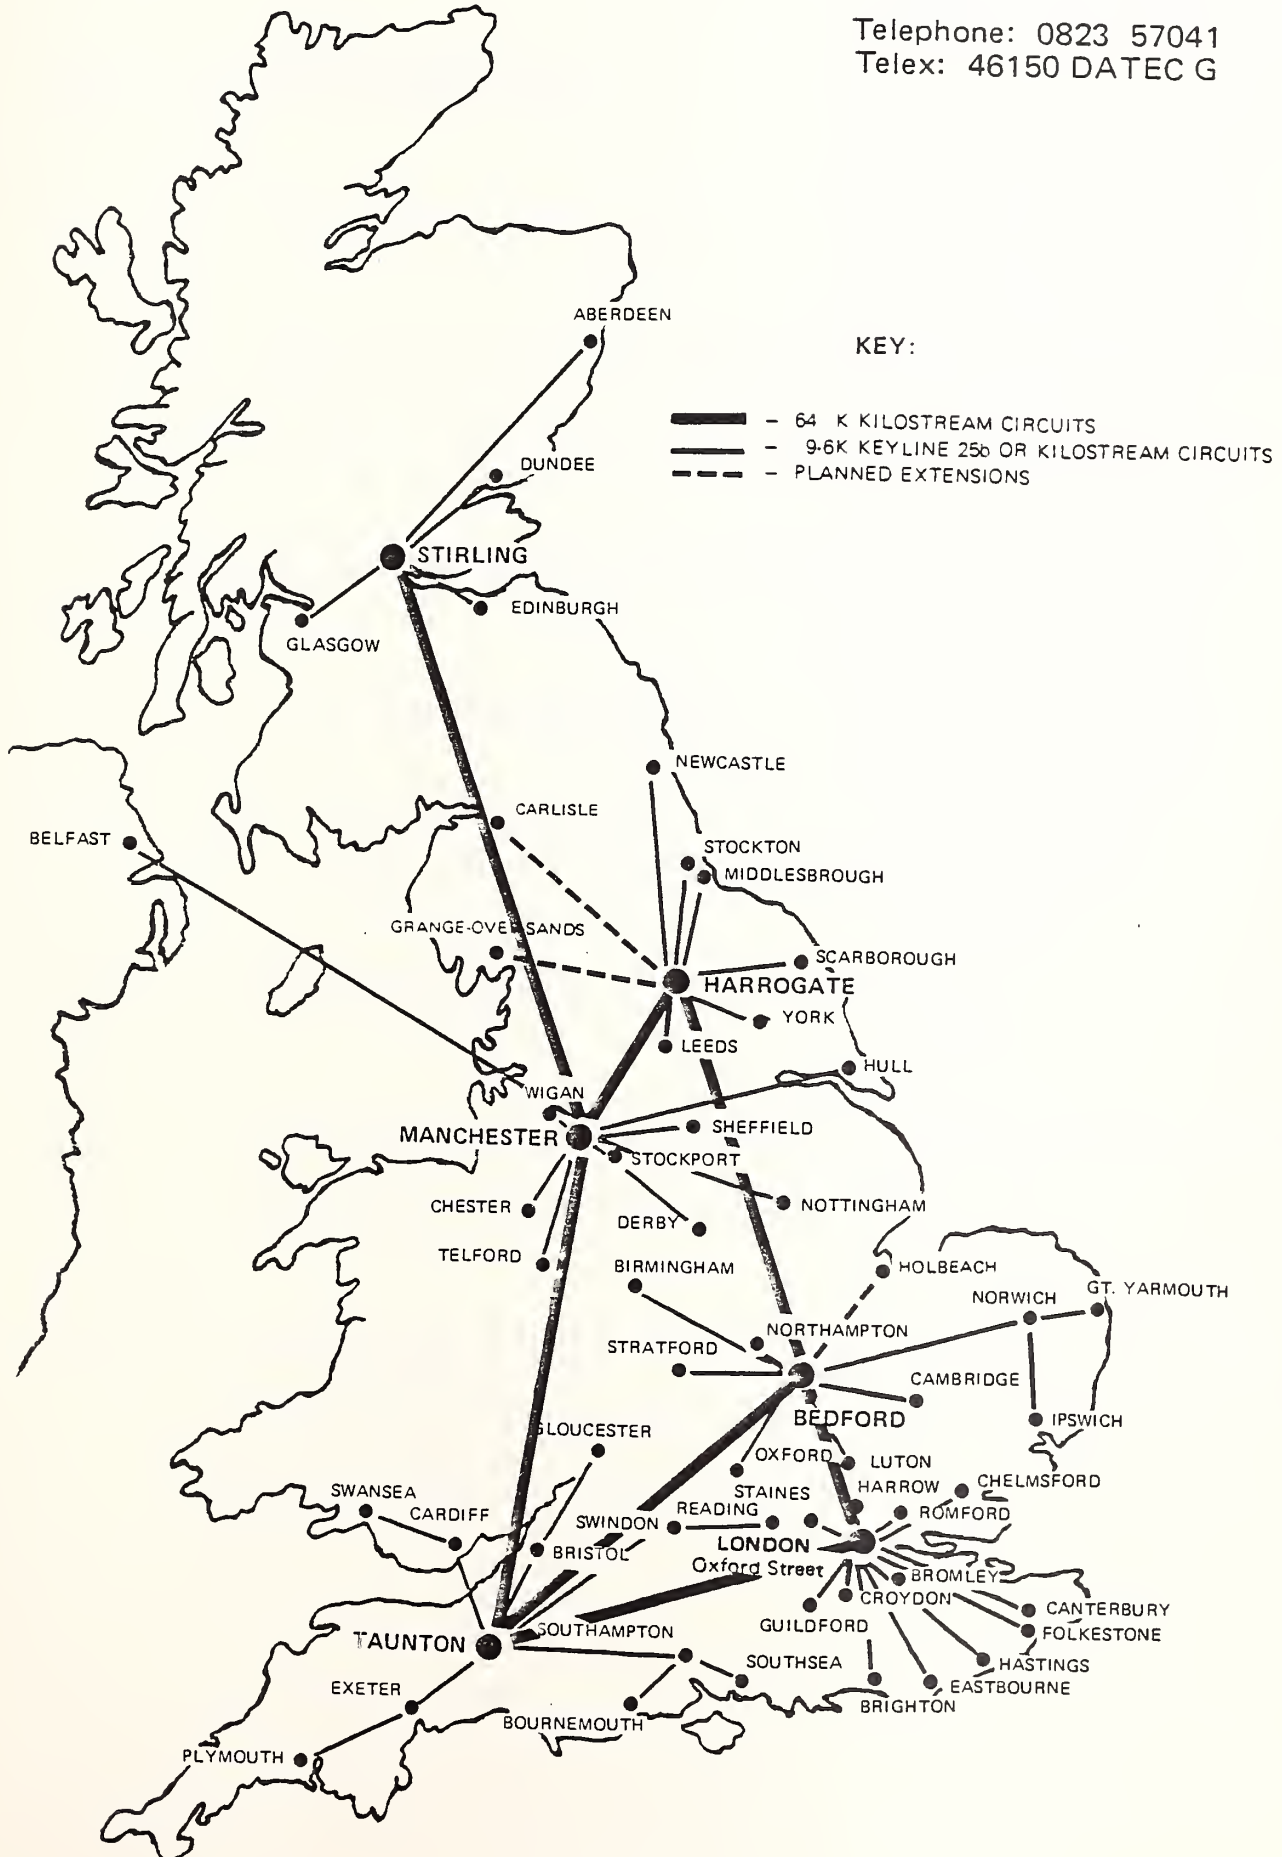 Telephone: 0823 57041
Telex: 46150 DATEC G
ABERDEEN
KEY:
– 64 K KILOSTREAM CIRCUITS
– 9·6K KEYLINE 25b OR KILOSTREAM CIRCUITS
– PLANNED EXTENSIONS
DUNDEE
STIRLING
EDINBURGH
GLASGOW
NEWCASTLE
CARLISLE
BELFAST
STOCKTON
MIDDLESBROUGH
GRANGE-OVER SANDS
SCARBOROUGH
HARROGATE
YORK
LEEDS
HULL
WIGAN
MANCHESTER
SHEFFIELD
STOCKPORT
CHESTER
NOTTINGHAM
DERBY
TELFORD
BIRMINGHAM
HOLBEACH
GT. YARMOUTH
NORWICH
NORTHAMPTON
STRATFORD
CAMBRIDGE
BEDFORD
IPSWICH
GLOUCESTER
OXFORD
LUTON
CHELMSFORD
SWANSEA
STAINES
HARROW
CARDIFF
READING
ROMFORD
SWINDON
LONDON
Oxford Street
BRISTOL
BROMLEY
CROYDON
CANTERBURY
GUILDFORD
FOLKESTONE
SOUTHAMPTON
TAUNTON
SOUTHSEA
HASTINGS
EASTBOURNE
EXETER
BRIGHTON
BOURNEMOUTH
PLYMOUTH